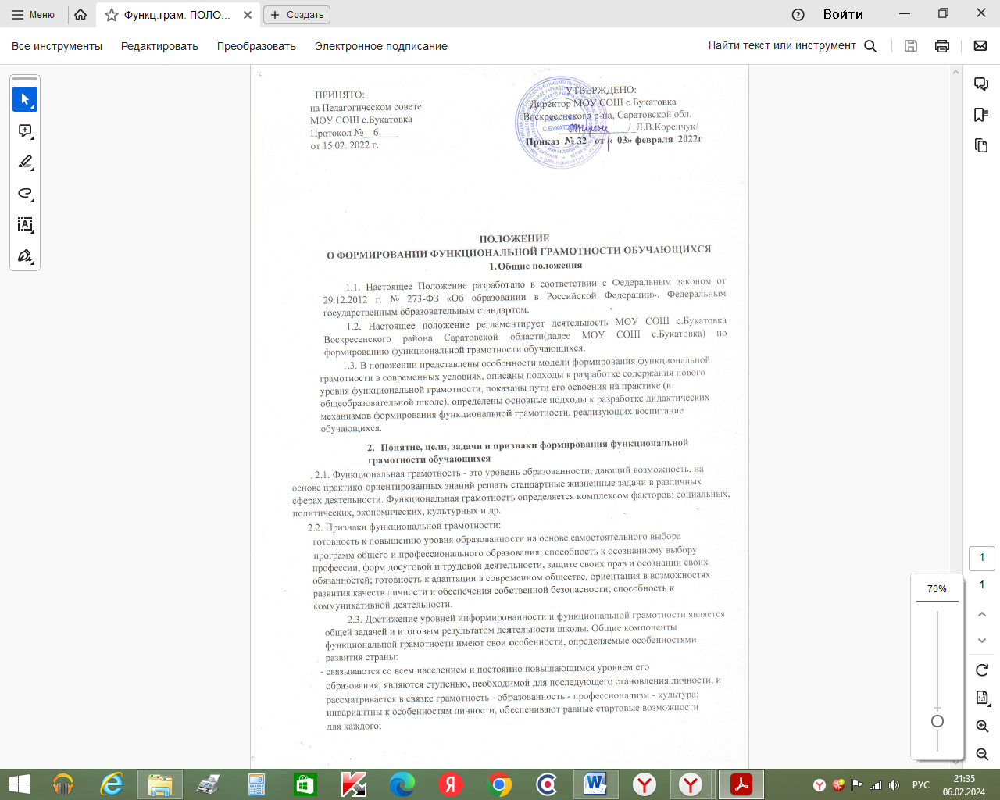 Меню
Функц.грам. ПОЛО...
Создать
Войти
Все инструменты
Редактировать
Преобразовать
Электронное подписание
Найти текст или инструмент
ПРИНЯТО:
на Педагогическом совете
МОУ СОШ с.Букатовка
Протокол №__6____
от 15.02. 2022 г.
УТВЕРЖДЕНО:
Директор МОУ СОШ с.Букатовка
Воскресенского р-на, Саратовской обл.
/_Л.В.Коренчук/
Приказ № 32 от « 03» февраля 2022г
ПОЛОЖЕНИЕ
О ФОРМИРОВАНИИ ФУНКЦИОНАЛЬНОЙ ГРАМОТНОСТИ ОБУЧАЮЩИХСЯ
1.Общие положения
1.1. Настоящее Положение разработано в соответствии с Федеральным законом от
29.12.2012 г. № 273-ФЗ «Об образовании в Российской Федерации». Федеральным
государственным образовательным стандартом.
1.2. Настоящее положение регламентирует деятельность МОУ СОШ с.Букатовка
Воскресенского района Саратовской области(далее МОУ СОШ с.Букатовка) по
формированию функциональной грамотности обучающихся.
1.3. В положении представлены особенности модели формирования функциональной
грамотности в современных условиях, описаны подходы к разработке содержания нового
уровня функциональной грамотности, показаны пути его освоения на практике (в
общеобразовательной школе), определены основные подходы к разработке дидактических
механизмов формирования функциональной грамотности, реализующих воспитание
обучающихся.
2. Понятие, цели, задачи и признаки формирования функциональной
грамотности обучающихся
2.1. Функциональная грамотность - это уровень образованности, дающий возможность, на
основе практико-ориентированных знаний решать стандартные жизненные задачи в различных
сферах деятельности. Функциональная грамотность определяется комплексом факторов: социальных,
политических, экономических, культурных и др.
2.2. Признаки функциональной грамотности:
готовность к повышению уровня образованности на основе самостоятельного выбора
программ общего и профессионального образования; способность к осознанному выбору
профессии, форм досуговой и трудовой деятельности, защите своих прав и осознании своих
обязанностей; готовность к адаптации в современном обществе, ориентация в возможностях
развития качеств личности и обеспечения собственной безопасности; способность к
коммуникативной деятельности.
2.3. Достижение уровней информированности и функциональной грамотности является
общей задачей и итоговым результатом деятельности школы. Общие компоненты
функциональной грамотности имеют свои особенности, определяемые особенностями
развития страны:
- связываются со всем населением и постоянно повышающимся уровнем его
образования; являются ступенью, необходимой для последующего становления личности, и
рассматривается в связке грамотность - образованность - профессионализм - культура;
инвариантны к особенностям личности, обеспечивают равные стартовые возможности
для каждого;
1
1
70%
РУС
21:35
06.02.2024